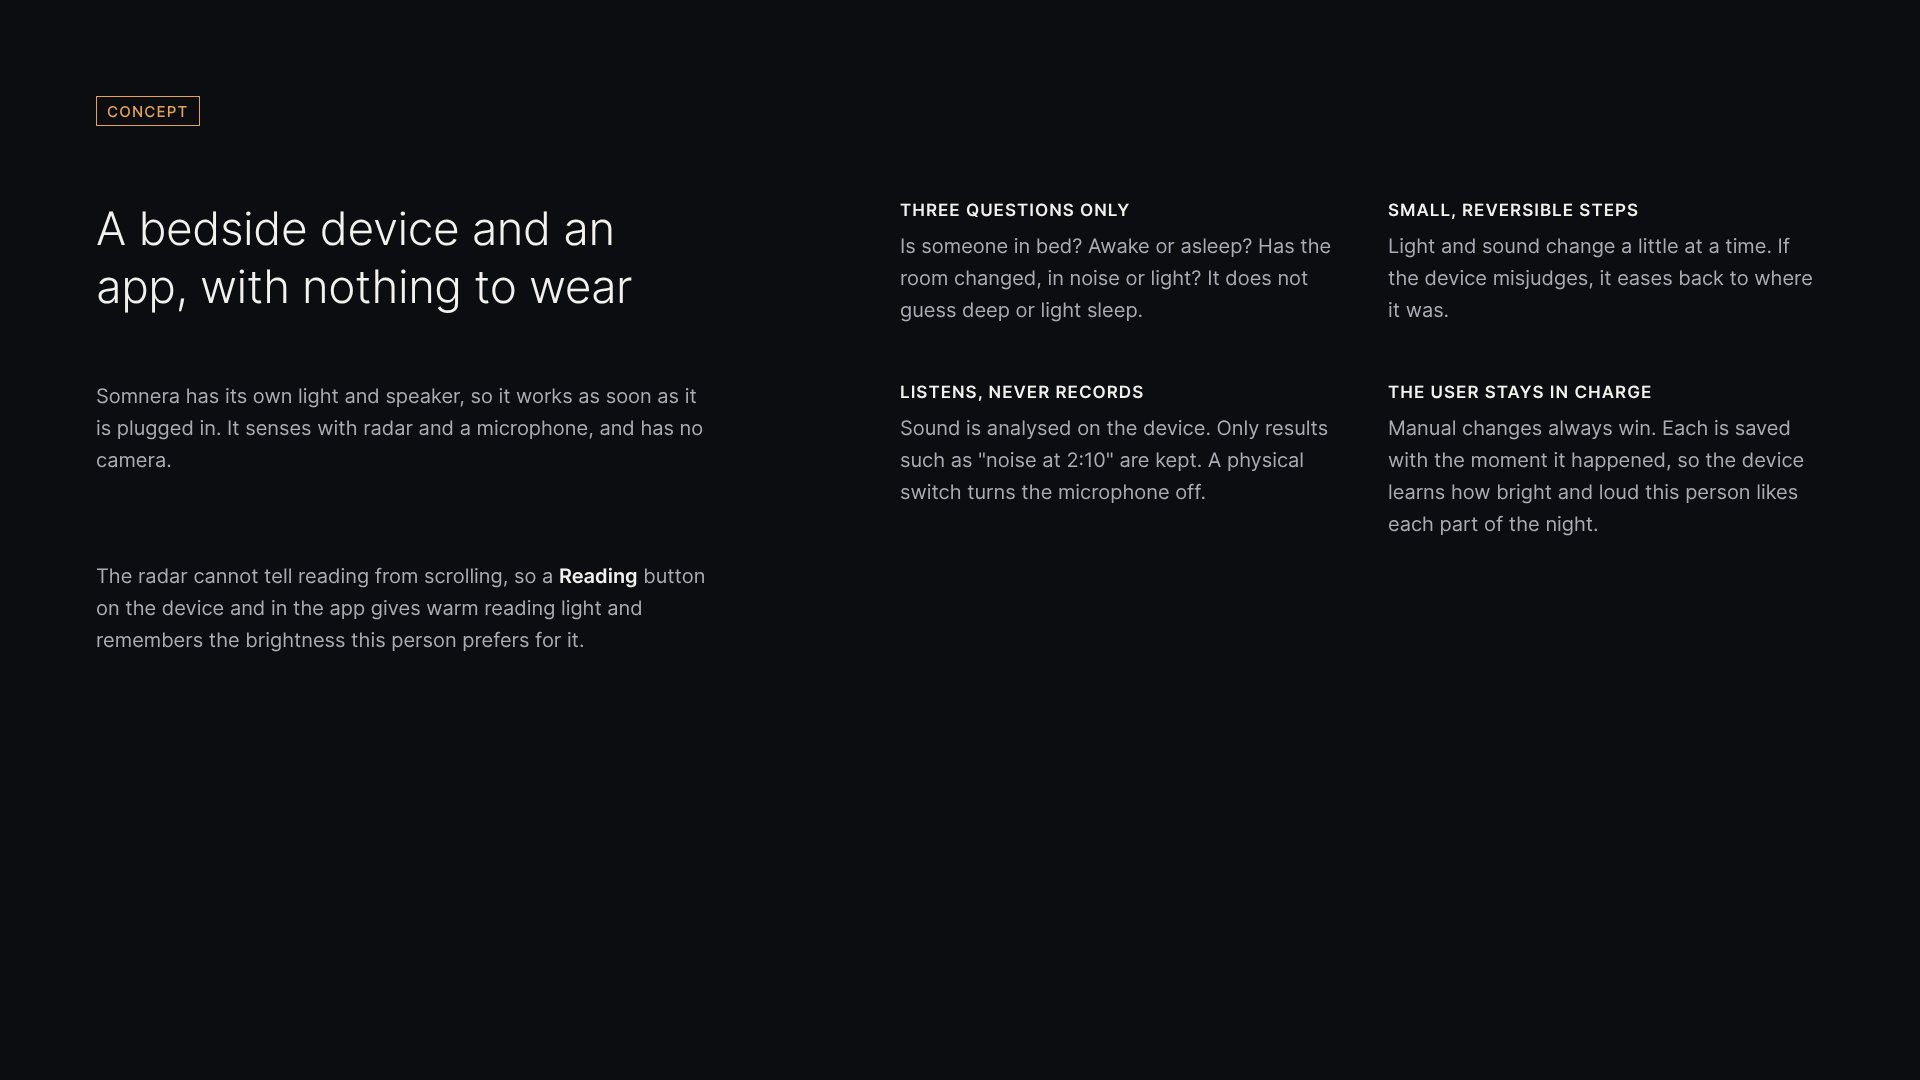 CONCEPT
A bedside device and an
app, with nothing to wear
Somnera has its own light and speaker, so it works as soon as it
is plugged in. It senses with radar and a microphone, and has no
camera.
The radar cannot tell reading from scrolling, so a Reading button
on the device and in the app gives warm reading light and
remembers the brightness this person prefers for it.
THREE QUESTIONS ONLY
Is someone in bed? Awake or asleep? Has the
room changed, in noise or light? It does not
guess deep or light sleep.
SMALL, REVERSIBLE STEPS
Light and sound change a little at a time. If
the device misjudges, it eases back to where
it was.
LISTENS, NEVER RECORDS
Sound is analysed on the device. Only results
such as "noise at 2:10" are kept. A physical
switch turns the microphone off.
THE USER STAYS IN CHARGE
Manual changes always win. Each is saved
with the moment it happened, so the device
learns how bright and loud this person likes
each part of the night.